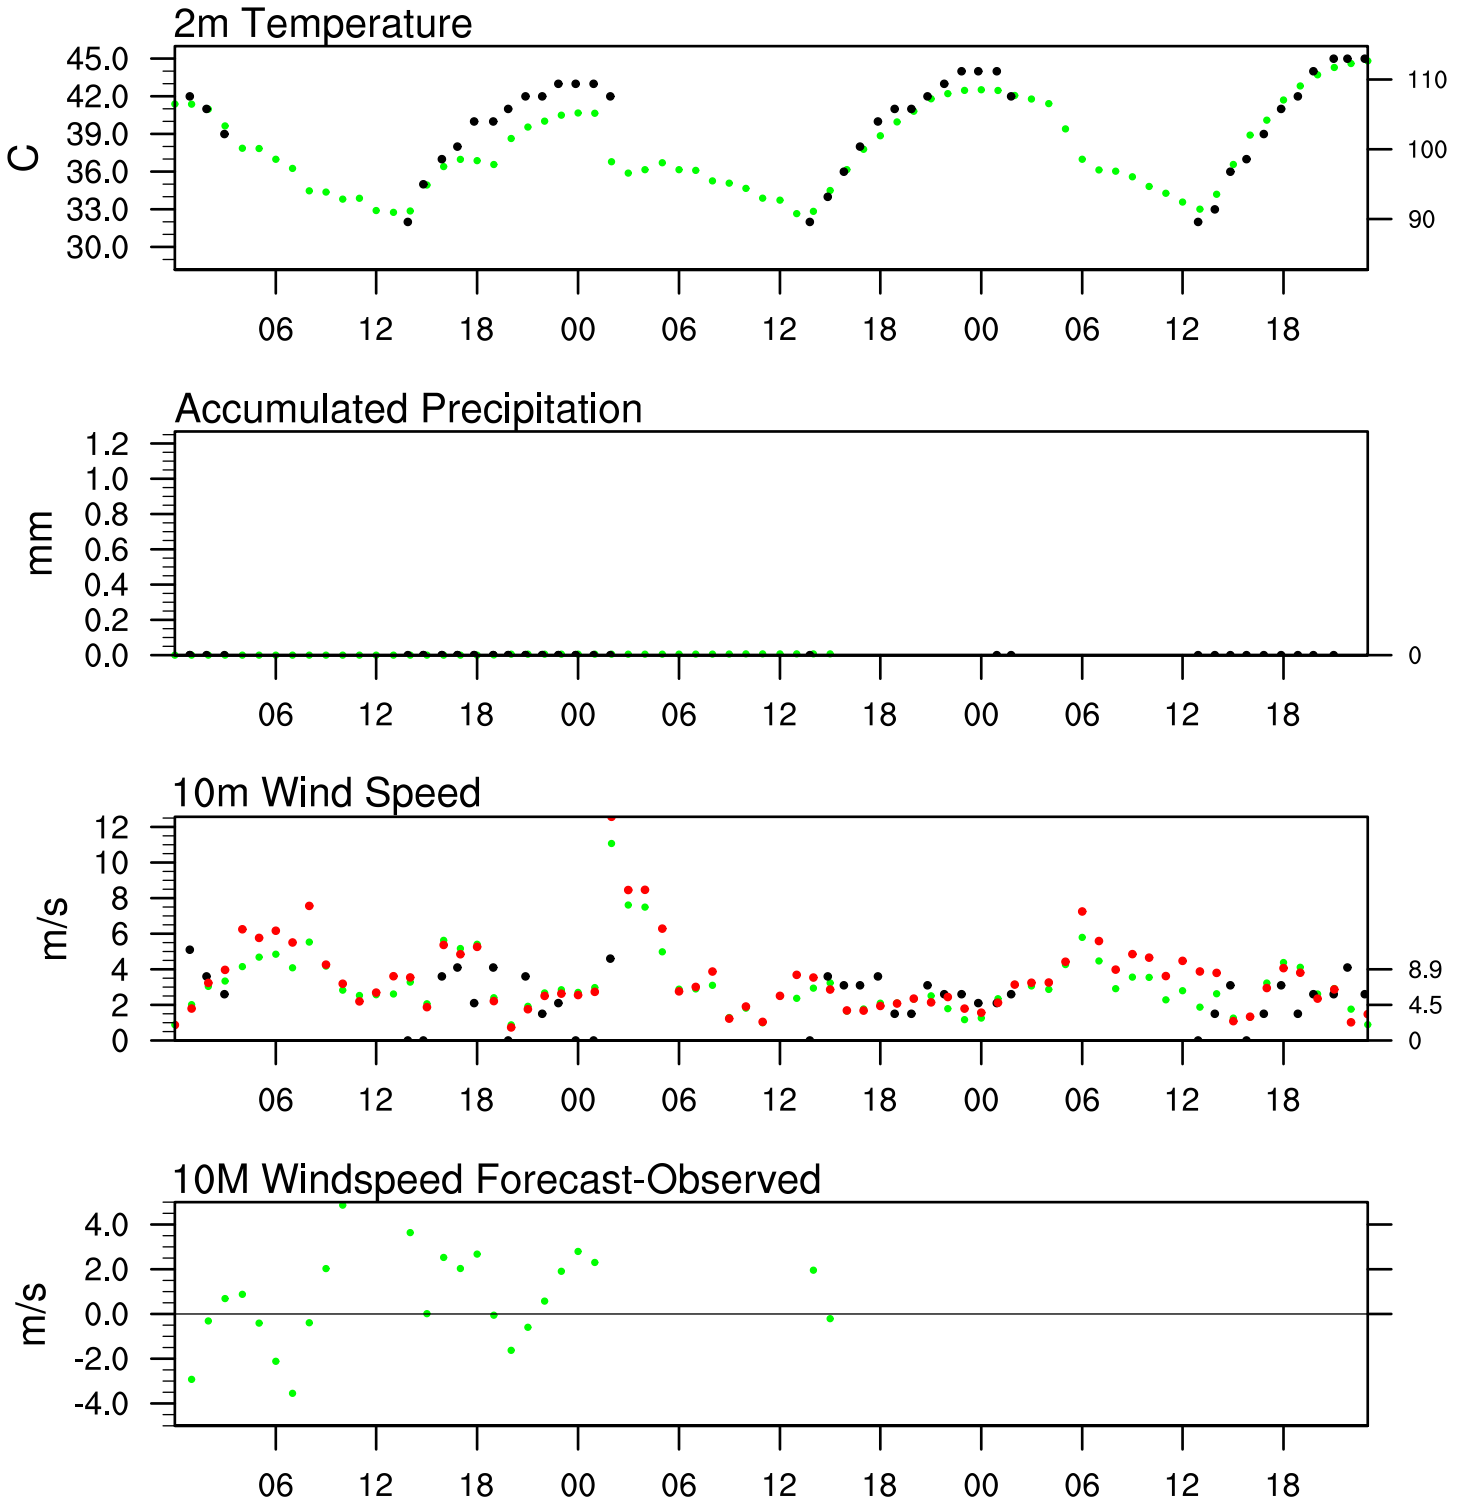 2m Temperature
45.0
42.0
39.0
36.0
33.0
30.0
C
110
100
90
06 12 18 00 06 12 18 00 06 12 18
Accumulated Precipitation
1.2
1.0
0.8
0.6
0.4
0.2
0.0
mm
0
06 12 18 00 06 12 18 00 06 12 18
10m Wind Speed
12
10
8
6
4
2
0
m/s
8.9
4.5
0
06 12 18 00 06 12 18 00 06 12 18
10M Windspeed Forecast-Observed
4.0
2.0
0.0
-2.0
-4.0
m/s
06 12 18 00 06 12 18 00 06 12 18